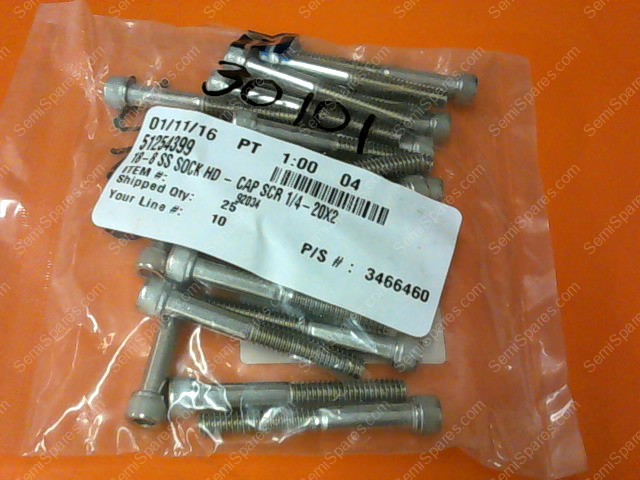 30101
01/11/16 PT 1:00 04
51254399
18-8 SS SOCK HD - CAP SCR 1/4-20X2
ITEM #: 92034
Shipped Qty: 25
Your Line #: 10
P/S #: 3466460
SemiSpares.com